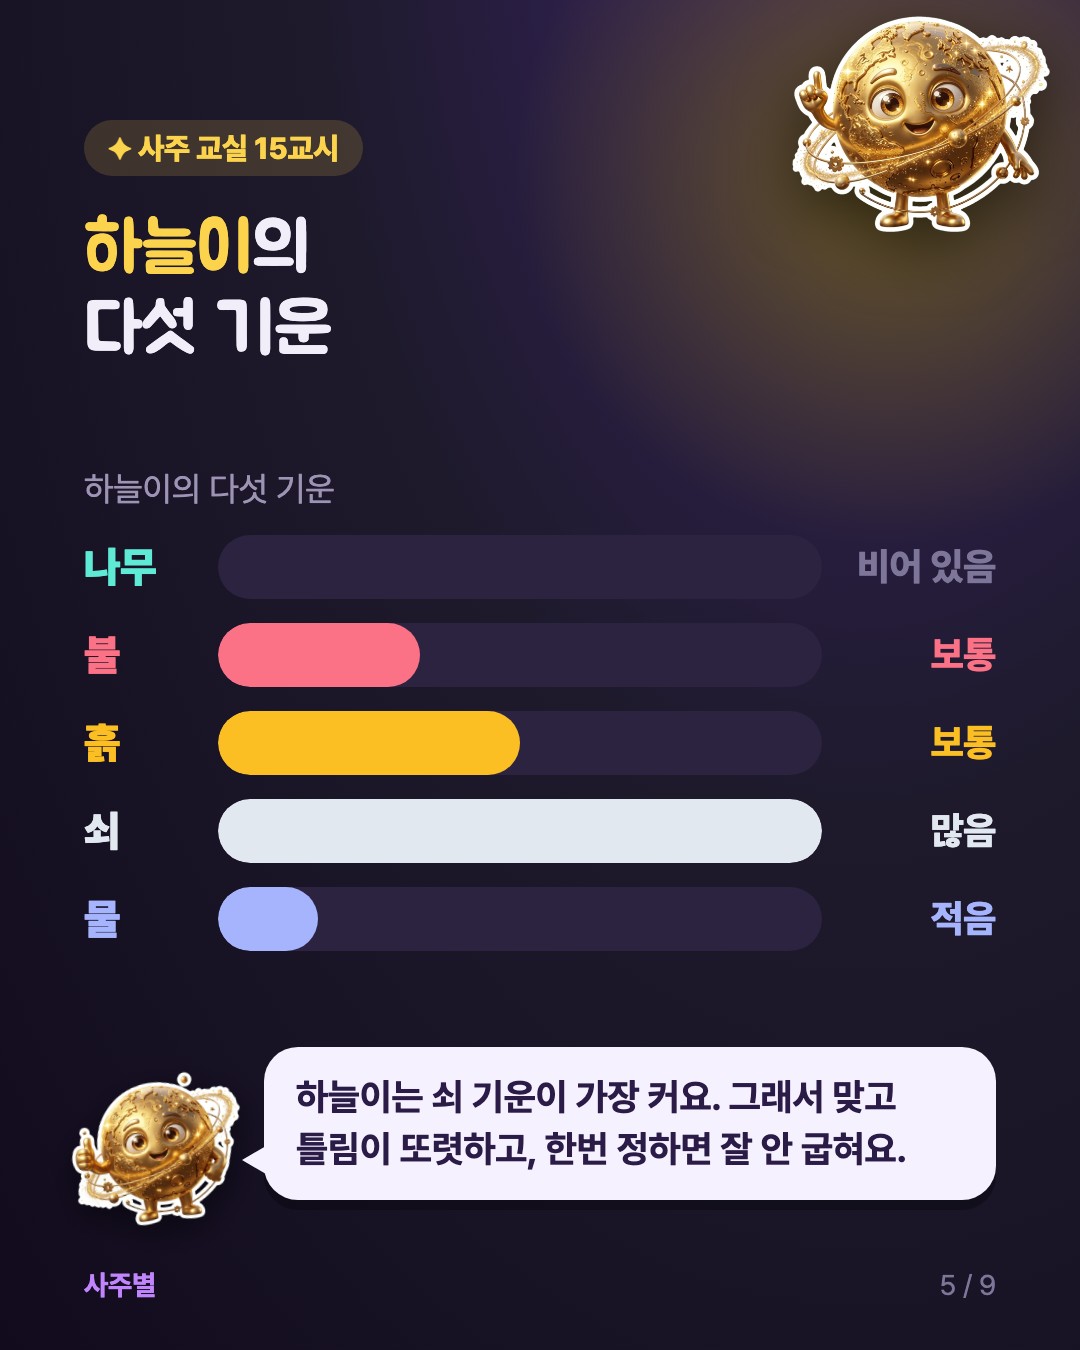 ✦ 사주 교실 15교시
하늘이의
다섯 기운
하늘이의 다섯 기운
나무 비어 있음
불 보통
흙 보통
쇠 많음
물 적음
하늘이는 쇠 기운이 가장 커요. 그래서 맞고
틀림이 또렷하고, 한번 정하면 잘 안 굽혀요.
사주별 5 / 9